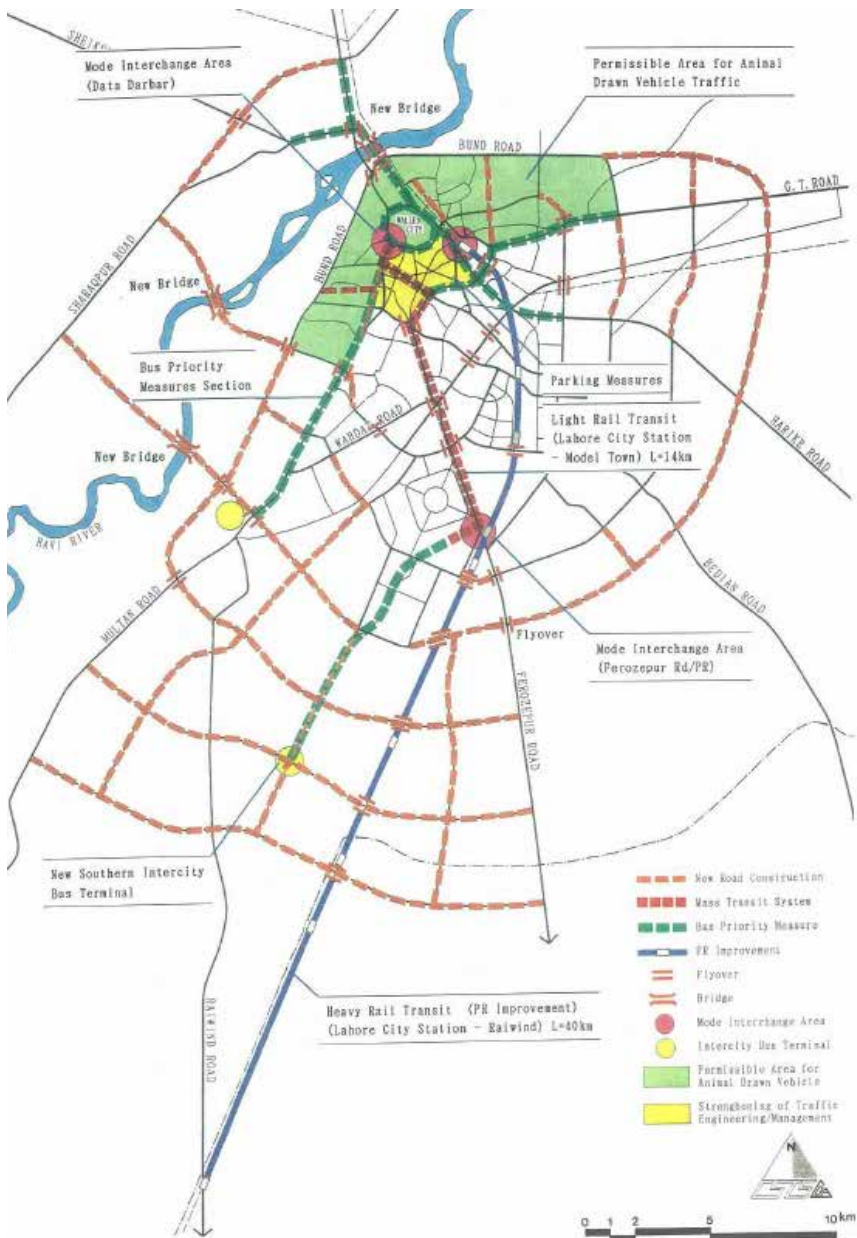 Mode Interchange Area
(Data Darbar)
Permissible Area for Animal
Drawn Vehicle Traffic
New Bridge
BUND ROAD
G.T. ROAD
WALLED
CITY
SHARAQPUR ROAD
BUND ROAD
New Bridge
Bus Priority
Measures Section
Parking Measures
WAHDAT ROAD
Light Rail Transit
(Lahore City Station
- Model Town) L=14km
HARIKE ROAD
New Bridge
RAVI RIVER
BEDIAN ROAD
MULTAN ROAD
Flyover
Mode Interchange Area
(Ferozepur Rd/PR)
FEROZEPUR ROAD
New Southern Intercity
Bus Terminal
Heavy Rail Transit (PR Improvement)
(Lahore City Station - Raiwind) L=40km
RAIWIND ROAD
New Road Construction
Mass Transit System
Bus Priority Measure
PR Improvement
Flyover
Bridge
Mode Interchange Area
Intercity Bus Terminal
Permissible Area for
Animal Drawn Vehicle
Strengthening of Traffic
Engineering/Management
N
0 1 2 5 10km